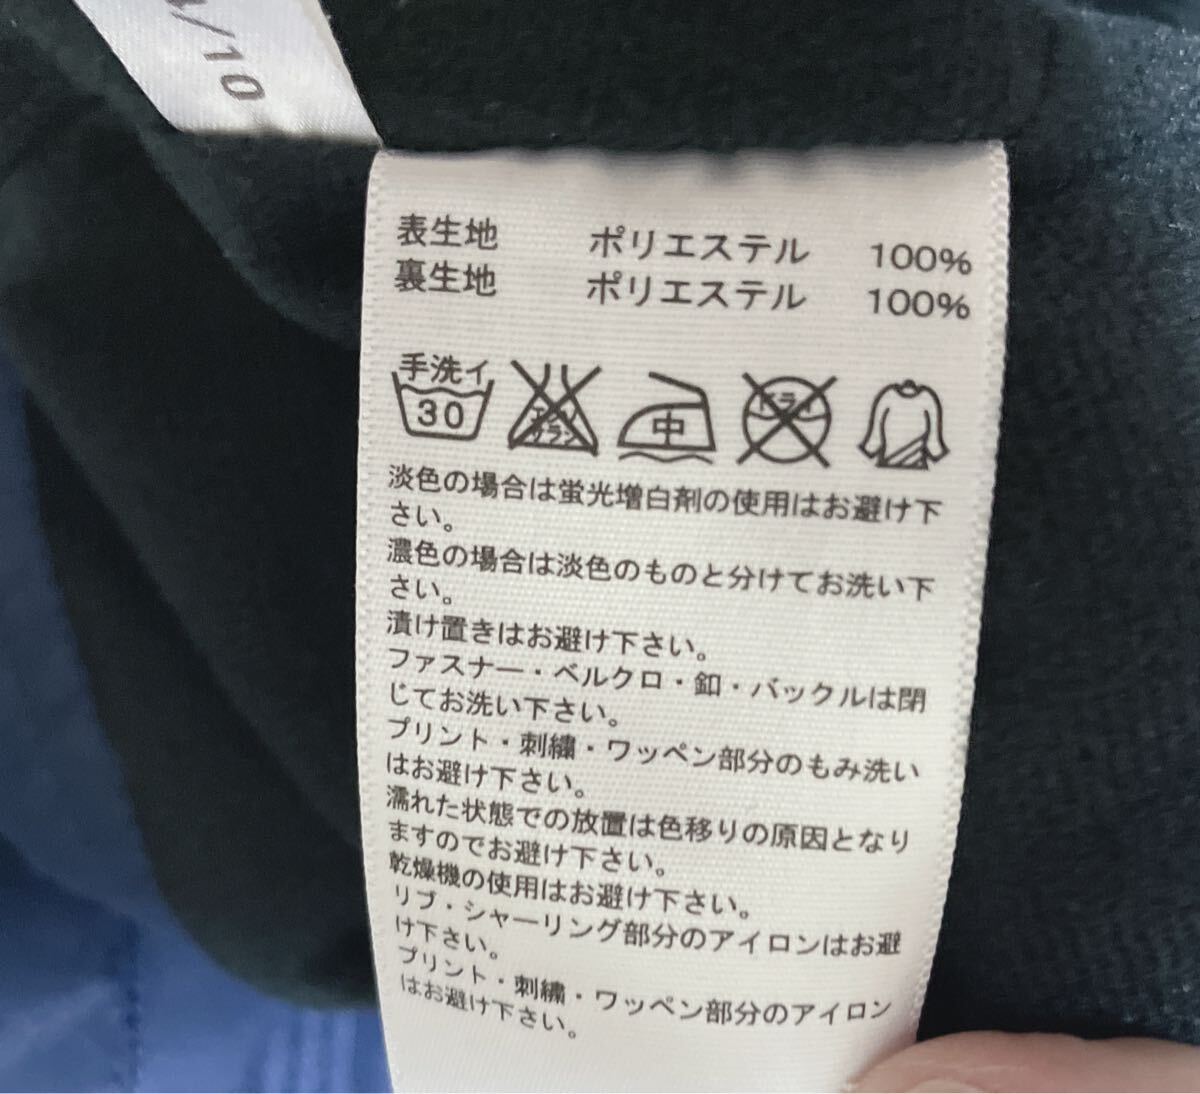 /10
表生地 ポリエステル 100%
裏生地 ポリエステル 100%
手洗イ
30
エンソ
サラシ
中
ドライ
淡色の場合は蛍光増白剤の使用はお避け下
さい。
濃色の場合は淡色のものと分けてお洗い下
さい。
漬け置きはお避け下さい。
ファスナー・ベルクロ・釦・バックルは閉
じてお洗い下さい。
プリント・刺繍・ワッペン部分のもみ洗い
はお避け下さい。
濡れた状態での放置は色移りの原因となり
ますのでお避け下さい。
乾燥機の使用はお避け下さい。
リブ・シャーリング部分のアイロンはお避
け下さい。
プリント・刺繍・ワッペン部分のアイロン
はお避け下さい。